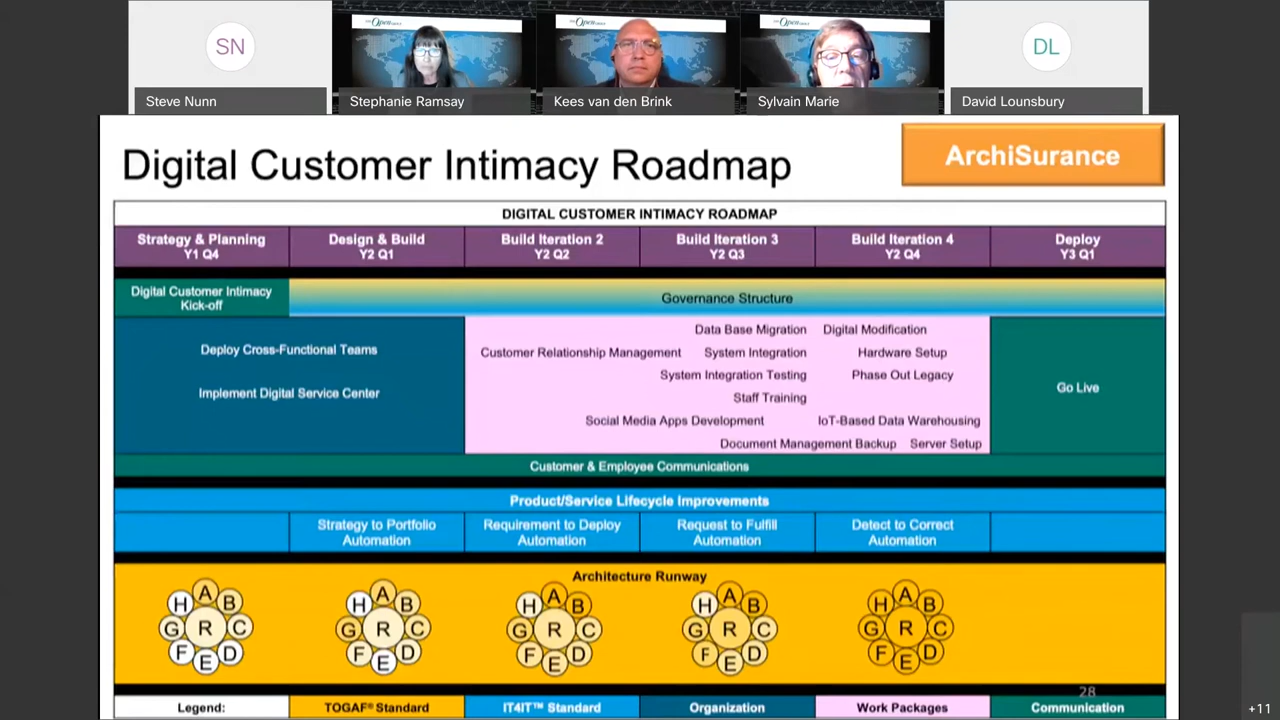 SN
DL
Steve Nunn
Stephanie Ramsay
Kees van den Brink
Sylvain Marie
David Lounsbury
Digital Customer Intimacy Roadmap
ArchiSurance
DIGITAL CUSTOMER INTIMACY ROADMAP
Strategy & Planning
Y1 Q4
Design & Build
Y2 Q1
Build Iteration 2
Y2 Q2
Build Iteration 3
Y2 Q3
Build Iteration 4
Y2 Q4
Deploy
Y3 Q1
Digital Customer Intimacy
Kick-off
Governance Structure
Deploy Cross-Functional Teams
Implement Digital Service Center
Data Base Migration
Digital Modification
Customer Relationship Management
System Integration
Hardware Setup
System Integration Testing
Phase Out Legacy
Staff Training
Social Media Apps Development
IoT-Based Data Warehousing
Document Management Backup
Server Setup
Go Live
Customer & Employee Communications
Product/Service Lifecycle Improvements
Strategy to Portfolio
Automation
Requirement to Deploy
Automation
Request to Fulfill
Automation
Detect to Correct
Automation
Architecture Runway
A B C D E F G H R
A B C D E F G H R
A B C D E F G H R
A B C D E F G H R
A B C D E F G H R
28
Legend:
TOGAF® Standard
IT4IT™ Standard
Organization
Work Packages
Communication
+11